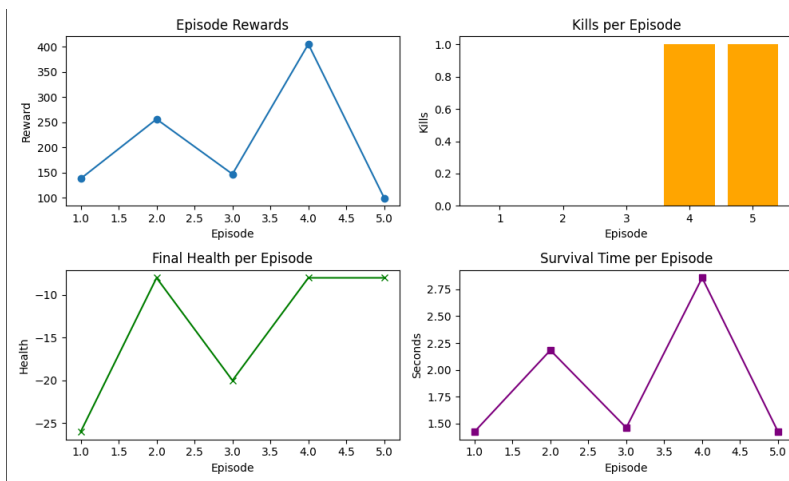 Episode Rewards
400
350
300
250
200
150
100
Reward
1.0 1.5 2.0 2.5 3.0 3.5 4.0 4.5 5.0
Episode
Kills per Episode
1.0
0.8
0.6
0.4
0.2
0.0
Kills
1 2 3 4 5
Episode
Final Health per Episode
−10
−15
−20
−25
Health
1.0 1.5 2.0 2.5 3.0 3.5 4.0 4.5 5.0
Episode
Survival Time per Episode
2.75
2.50
2.25
2.00
1.75
1.50
Seconds
1.0 1.5 2.0 2.5 3.0 3.5 4.0 4.5 5.0
Episode